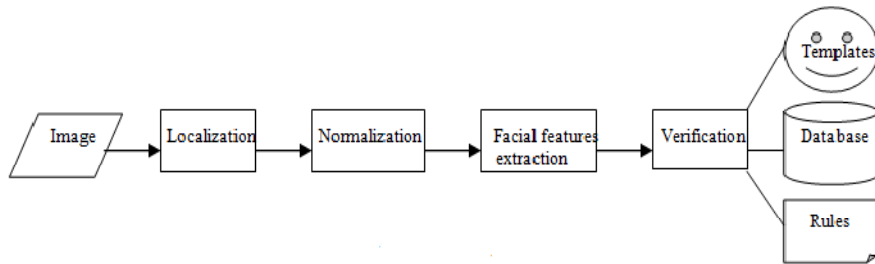 Image
Localization
Normalization
Facial features
extraction
Verification
Templates
Database
Rules